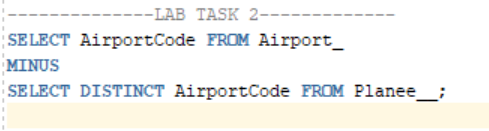 --------------LAB TASK 2-------------
SELECT AirportCode FROM Airport_
MINUS
SELECT DISTINCT AirportCode FROM Planee__;